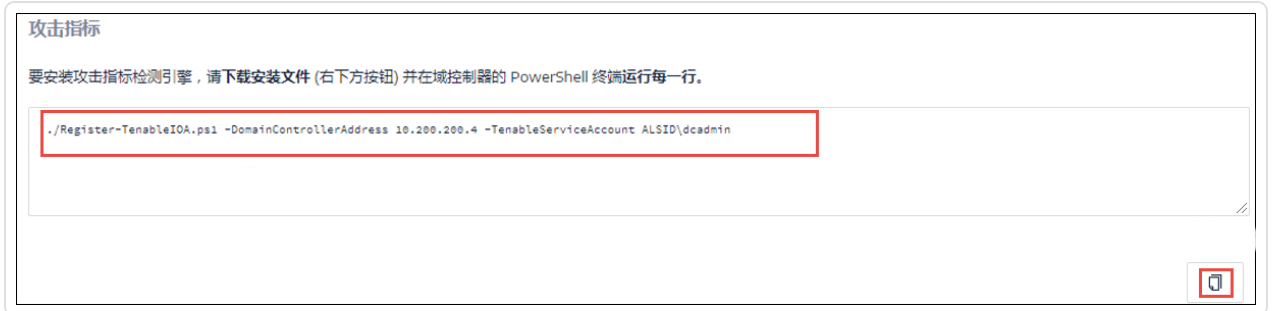 攻击指标
要安装攻击指标检测引擎，请下载安装文件 (右下方按钮) 并在域控制器的 PowerShell 终端运行每一行。
./Register-TenableIOA.ps1 -DomainControllerAddress 10.200.200.4 -TenableServiceAccount ALSID\dcadmin